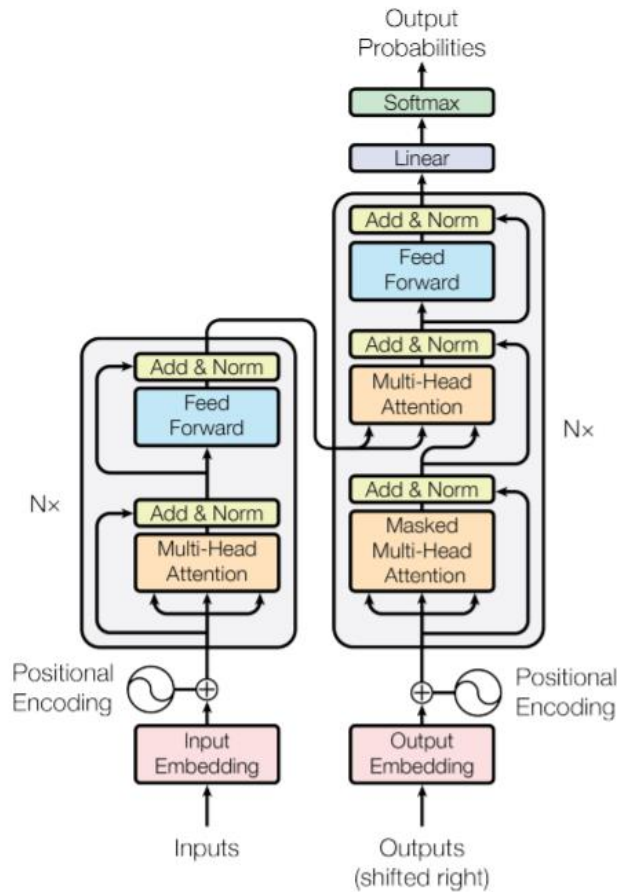 Output
Probabilities
Softmax
Linear
Add & Norm
Feed
Forward
Add & Norm
Multi-Head
Attention
Add & Norm
Masked
Multi-Head
Attention
Nx
Add & Norm
Feed
Forward
Add & Norm
Multi-Head
Attention
Nx
Positional
Encoding
Positional
Encoding
Input
Embedding
Output
Embedding
Inputs
Outputs
(shifted right)